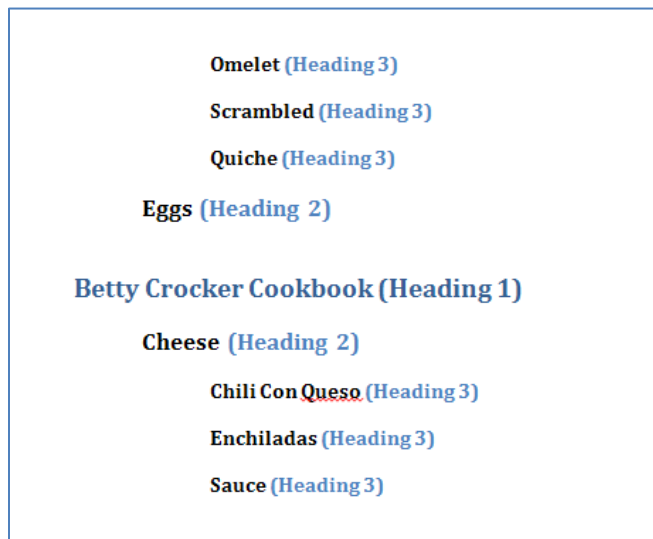 Omelet (Heading 3)
Scrambled (Heading 3)
Quiche (Heading 3)
Eggs (Heading 2)
Betty Crocker Cookbook (Heading 1)
Cheese (Heading 2)
Chili Con Queso (Heading 3)
Enchiladas (Heading 3)
Sauce (Heading 3)